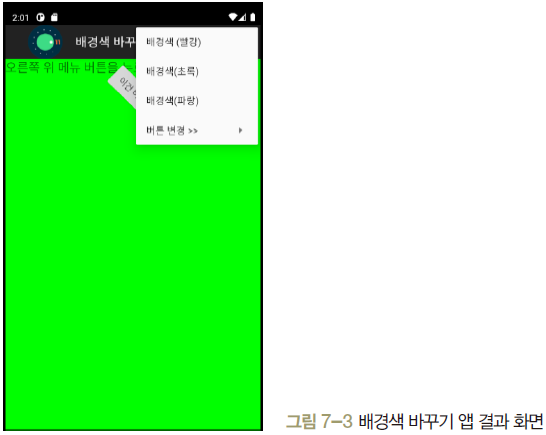 2:01
배경색 바꾸
배경색 (빨강)
오른쪽 위 메뉴 버튼을
배경색(초록)
이건
배경색(파랑)
버튼 변경 >>
그림 7-3 배경색 바꾸기 앱 결과 화면